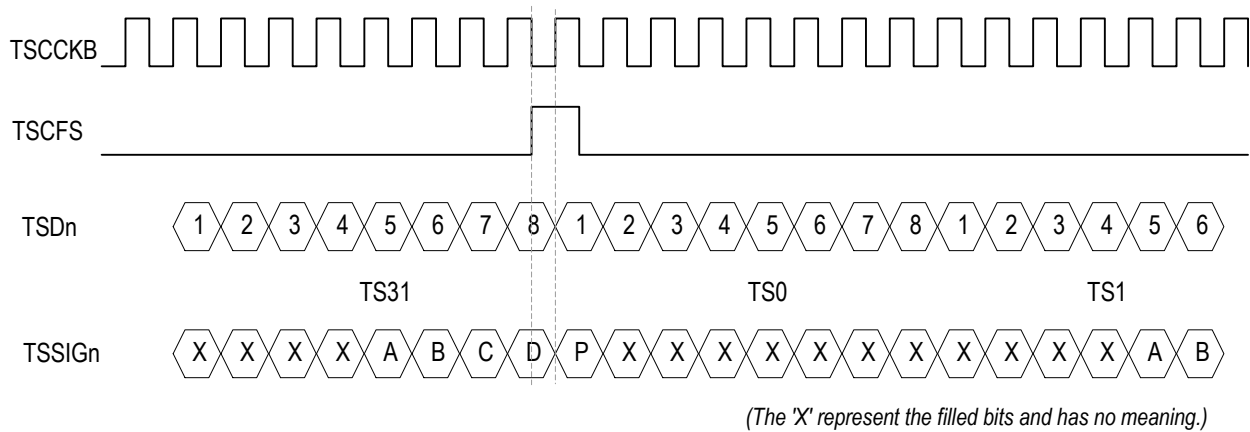 TSCCKB
TSCFS
TSDn 1 2 3 4 5 6 7 8 1 2 3 4 5 6 7 8 1 2 3 4 5 6
TS31 TS0 TS1
TSSIGn X X X X A B C D P X X X X X X X X X X X A B
(The 'X' represent the filled bits and has no meaning.)